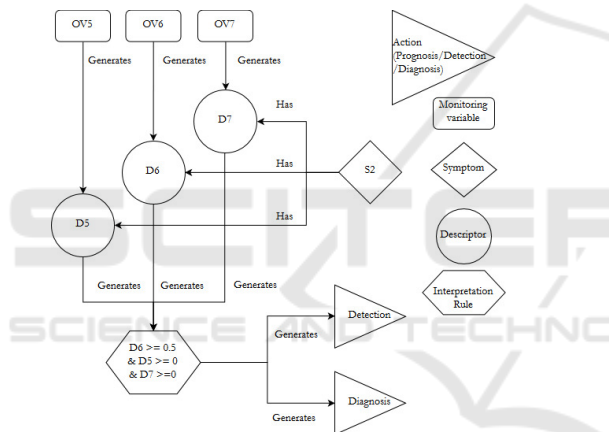 OV5
OV6
OV7
Generates
Generates
Generates
Action
(Prognosis/Detection
/Diagnosis)
Monitoring
variable
Has
D7
Has
D6
S2
Symptom
Has
D5
Descriptor
Generates
Generates
Generates
Interpretation
Rule
Detection
Generates
D6 >= 0.5
& D5 >= 0
& D7 >=0
Diagnosis
Generates
SCITEP
SCIENCE AND TECHNO